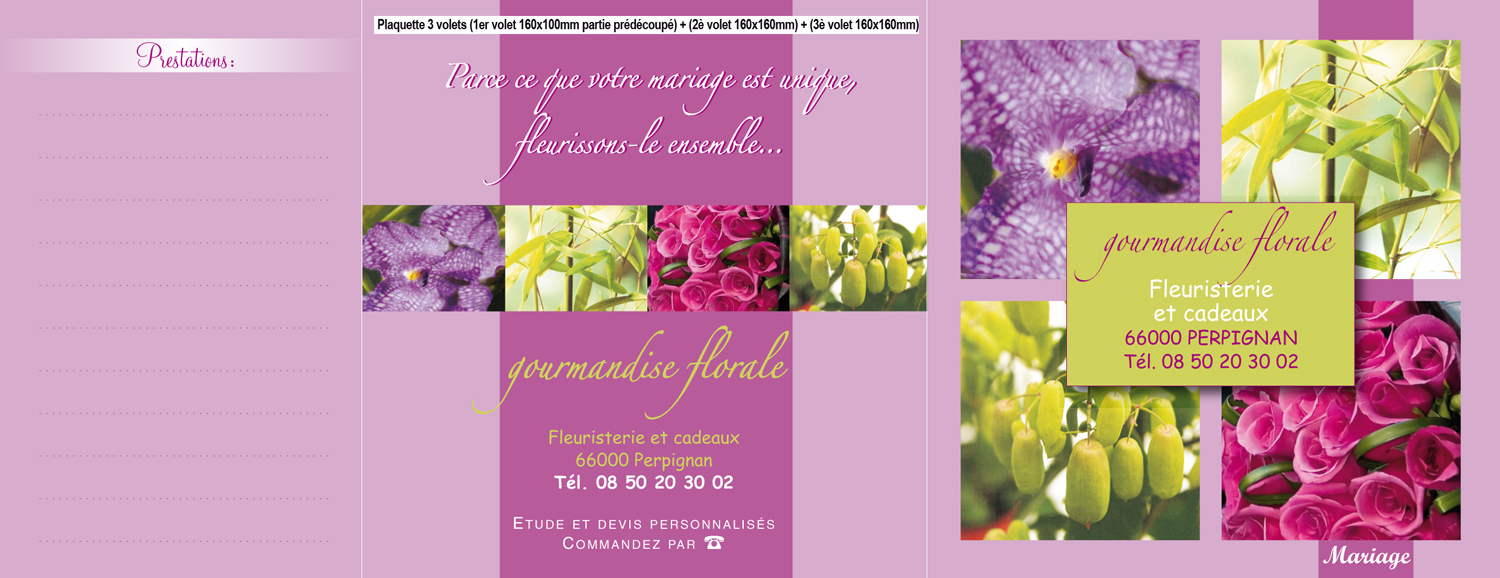 Prestations :
Plaquette 3 volets (1er volet 160x100mm partie prédécoupé) + (2è volet 160x160mm) + (3è volet 160x160mm)
Parce ce que votre mariage est unique,
fleurissons-le ensemble...
gourmandise florale
Fleuristerie et cadeaux
66000 Perpignan
Tél. 08 50 20 30 02
ETUDE ET DEVIS PERSONNALISÉS
COMMANDEZ PAR ☎
gourmandise florale
Fleuristerie
et cadeaux
66000 PERPIGNAN
Tél. 08 50 20 30 02
Mariage